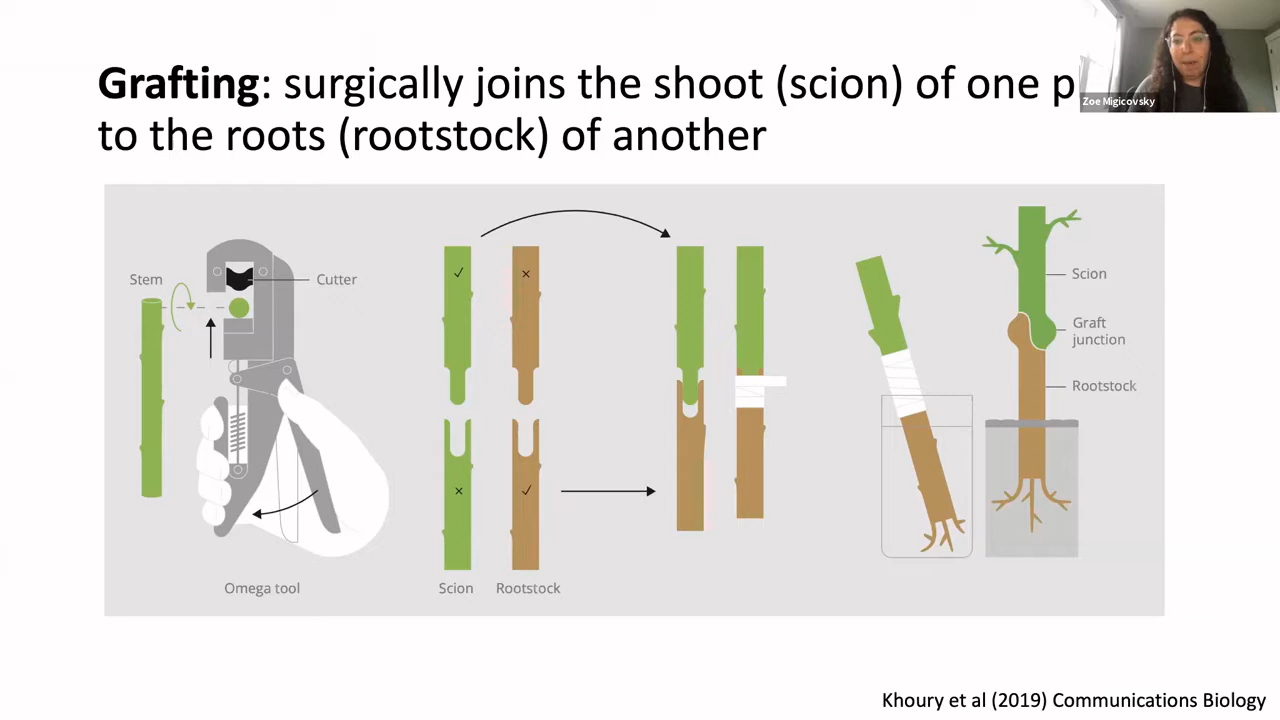 Grafting: surgically joins the shoot (scion) of one p
to the roots (rootstock) of another
Zoe Migicovsky
Stem
Cutter
Omega tool
Scion
Rootstock
Scion
Graft
junction
Rootstock
Khoury et al (2019) Communications Biology